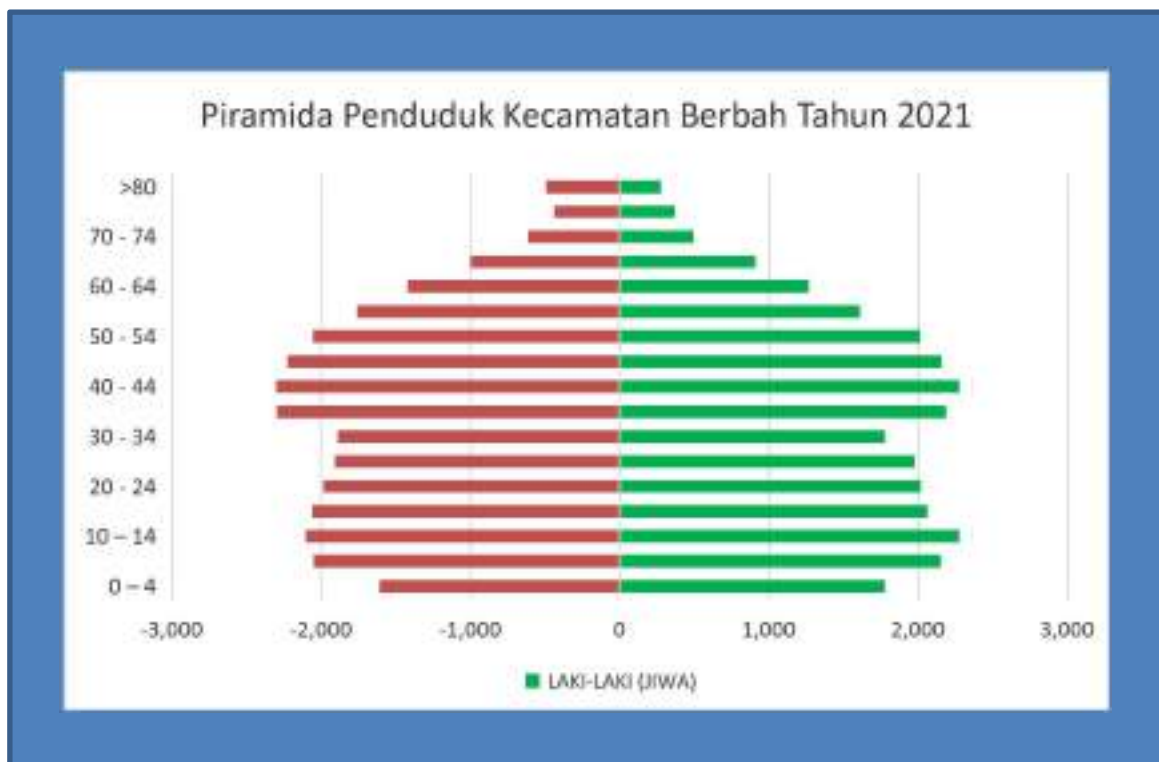 Piramida Penduduk Kecamatan Berbah Tahun 2021
>80
70 - 74
60 - 64
50 - 54
40 - 44
30 - 34
20 - 24
10 – 14
0 – 4
-3,000 -2,000 -1,000 0 1,000 2,000 3,000
LAKI-LAKI (JIWA)